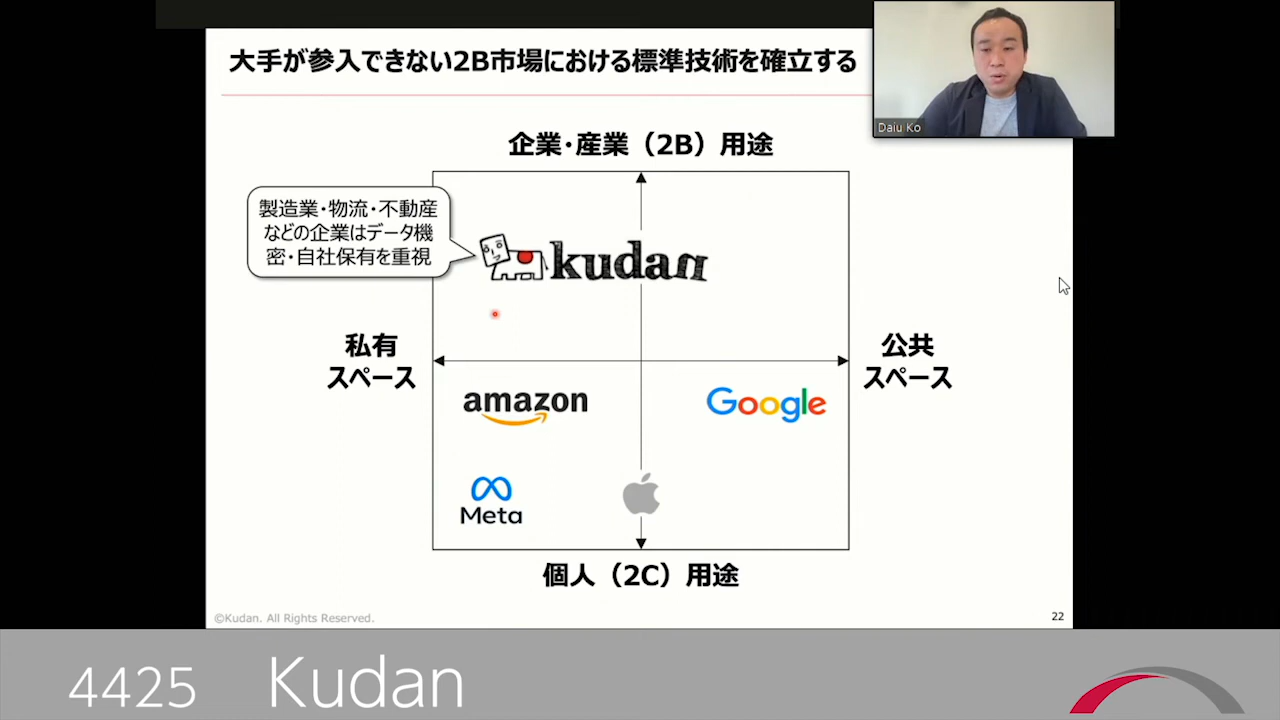 大手が参入できない2B市場における標準技術を確立する
Daiu Ko
企業・産業（2B）用途
製造業・物流・不動産
などの企業はデータ機
密・自社保有を重視
kudan
私有
スペース
公共
スペース
amazon
Google
Meta
個人（2C）用途
©Kudan. All Rights Reserved.
22
4425 Kudan